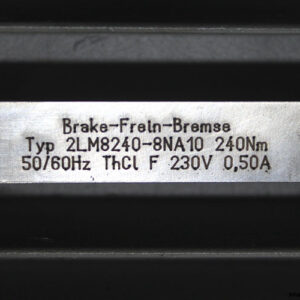 Brake-Frein-Bremse
Typ 2LM8240-8NA10 240Nm
50/60Hz ThCl F 230V 0,50A